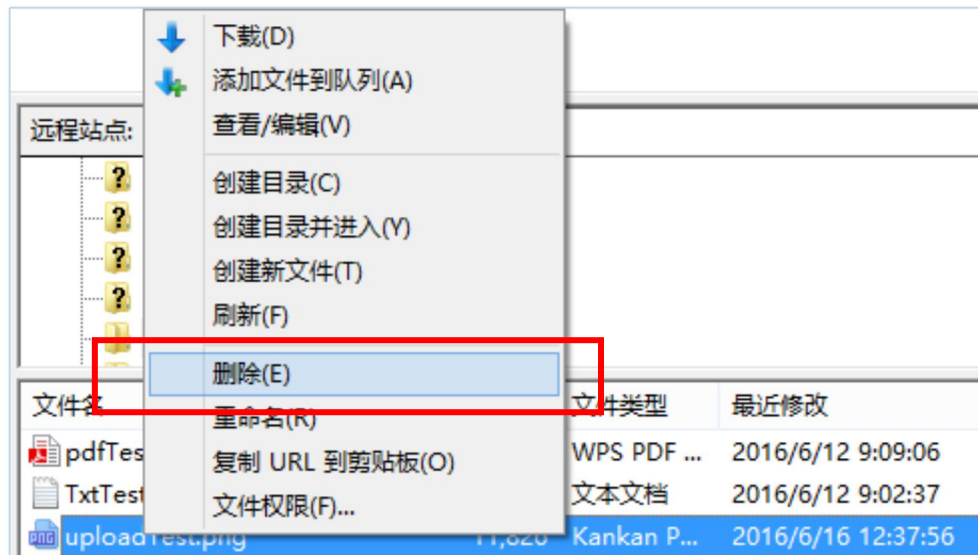 下载(D)
添加文件到队列(A)
查看/编辑(V)
远程站点:
创建目录(C)
创建目录并进入(Y)
创建新文件(T)
刷新(F)
删除(E)
重命名(R)
复制 URL 到剪贴板(O)
文件权限(F)...
文件名 文件类型 最近修改
pdfTes WPS PDF ... 2016/6/12 9:09:06
TxtTest 文本文档 2016/6/12 9:02:37
uploadTest.png 11,826 Kankan P... 2016/6/16 12:37:56